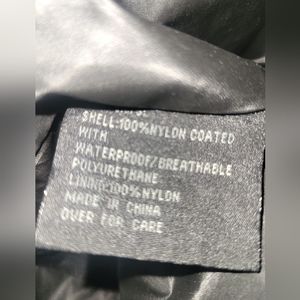 SHELL:100%NYLON COATED
WITH
WATERPROOF/BREATHABLE
POLYURETHANE
LINING:100%NYLON
MADE IN CHINA
OVER FOR CARE